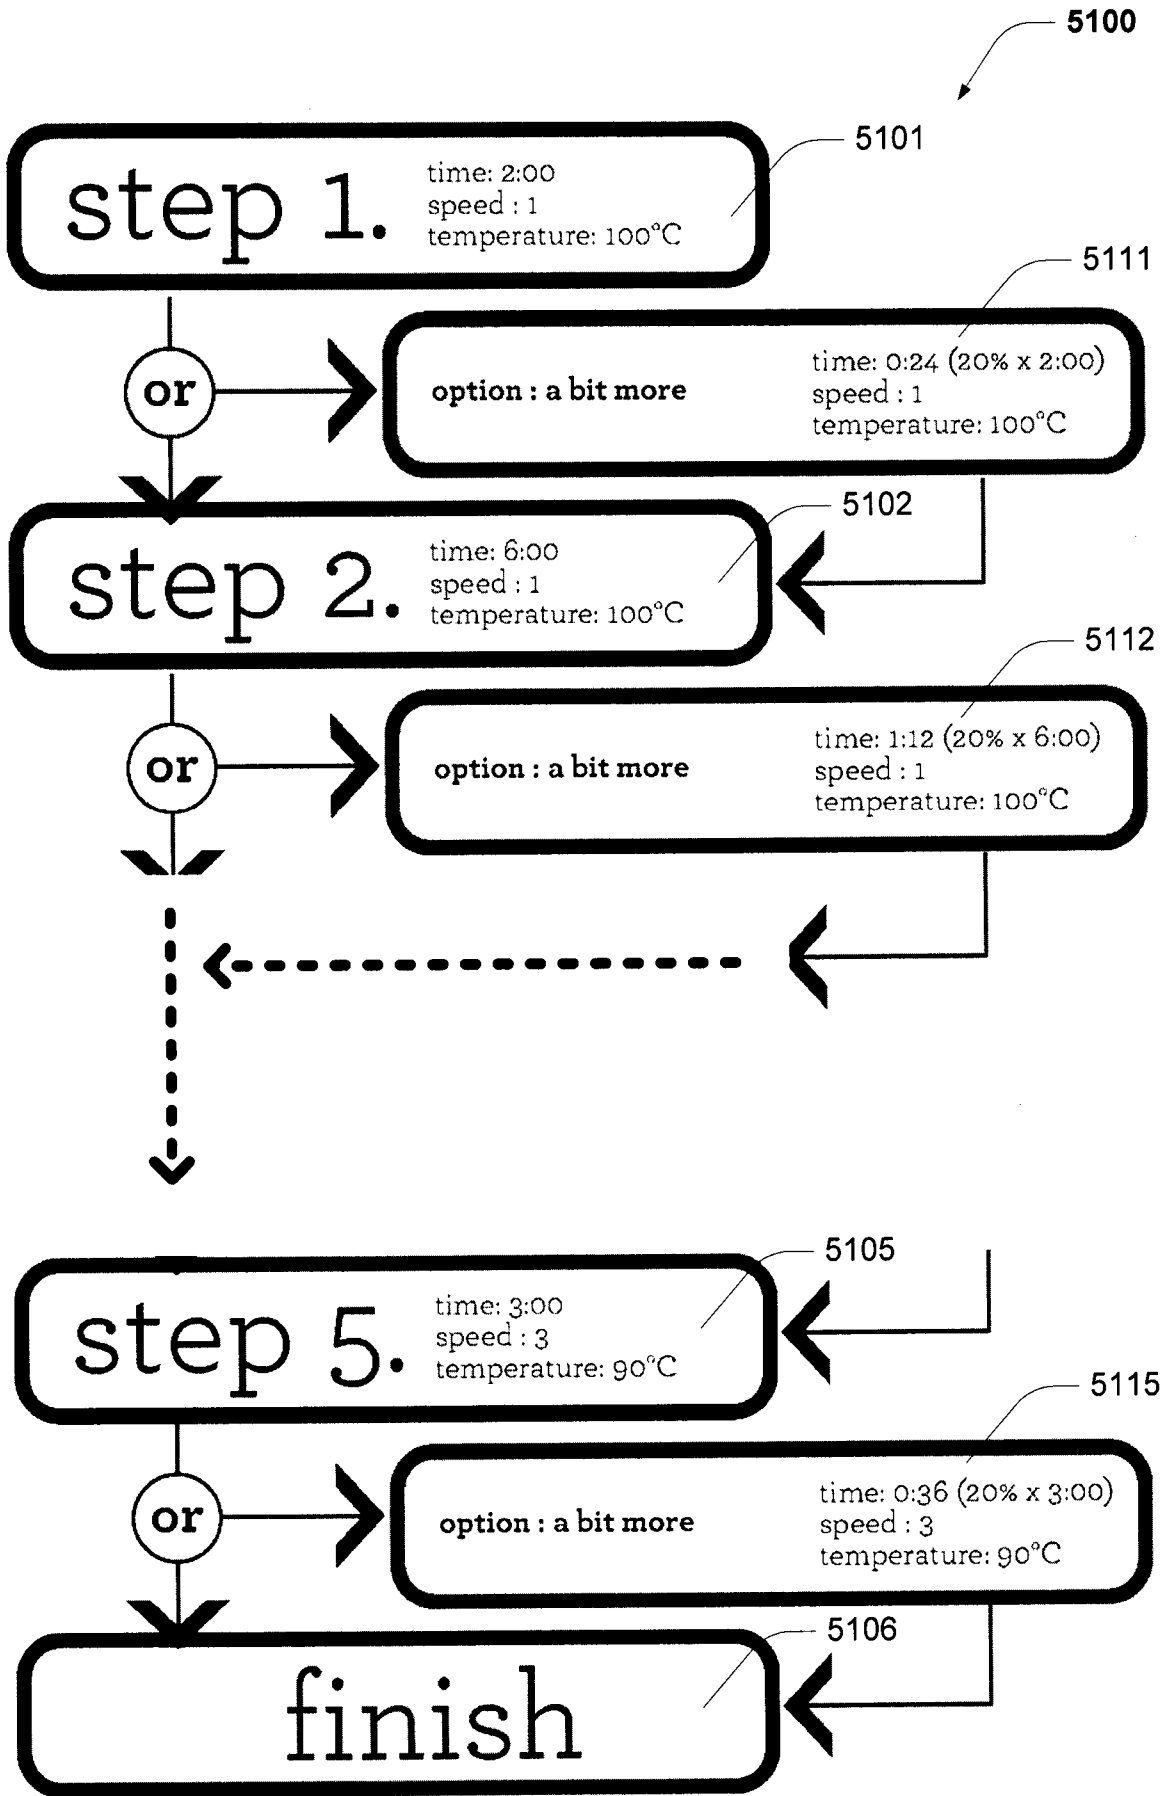 5100
5101
step 1.
time: 2:00
speed : 1
temperature: 100°C
5111
or
option : a bit more
time: 0:24 (20% x 2:00)
speed : 1
temperature: 100°C
5102
step 2.
time: 6:00
speed : 1
temperature: 100°C
5112
or
option : a bit more
time: 1:12 (20% x 6:00)
speed : 1
temperature: 100°C
5105
step 5.
time: 3:00
speed : 3
temperature: 90°C
5115
or
option : a bit more
time: 0:36 (20% x 3:00)
speed : 3
temperature: 90°C
5106
finish